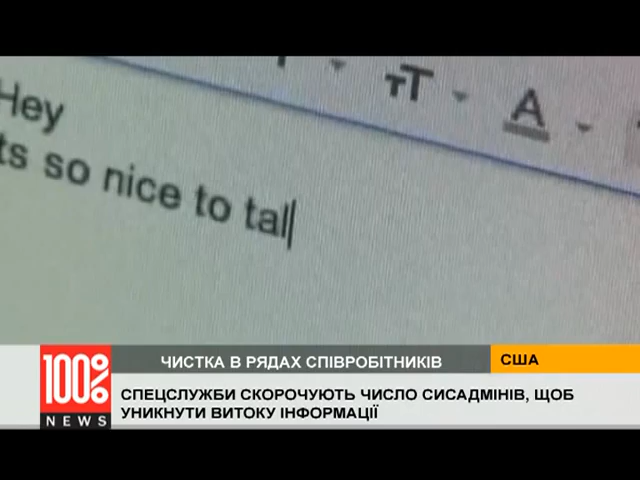 Hey
ts so nice to tal
тT A
100%
NEWS
ЧИСТКА В РЯДАХ СПІВРОБІТНИКІВ
США
СПЕЦСЛУЖБИ СКОРОЧУЮТЬ ЧИСЛО СИСАДМІНІВ, ЩОБ
УНИКНУТИ ВИТОКУ ІНФОРМАЦІЇ